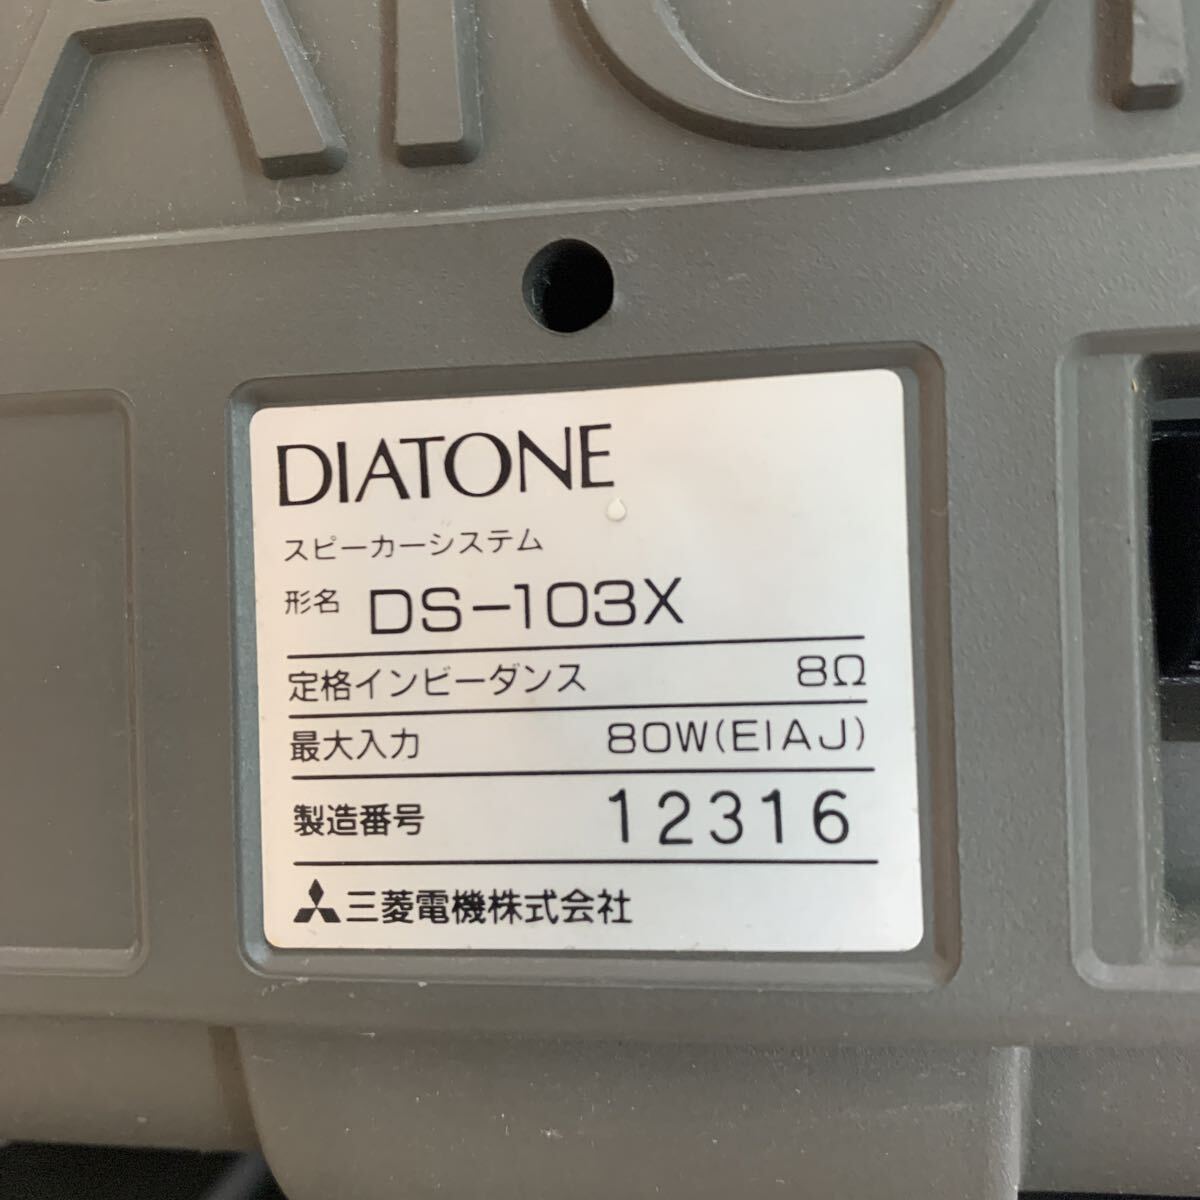 ATON
DIATONE
スピーカーシステム
形名 DS-103X
定格インピーダンス 8Ω
最大入力 80W(EIAJ)
製造番号 12316
三菱電機株式会社